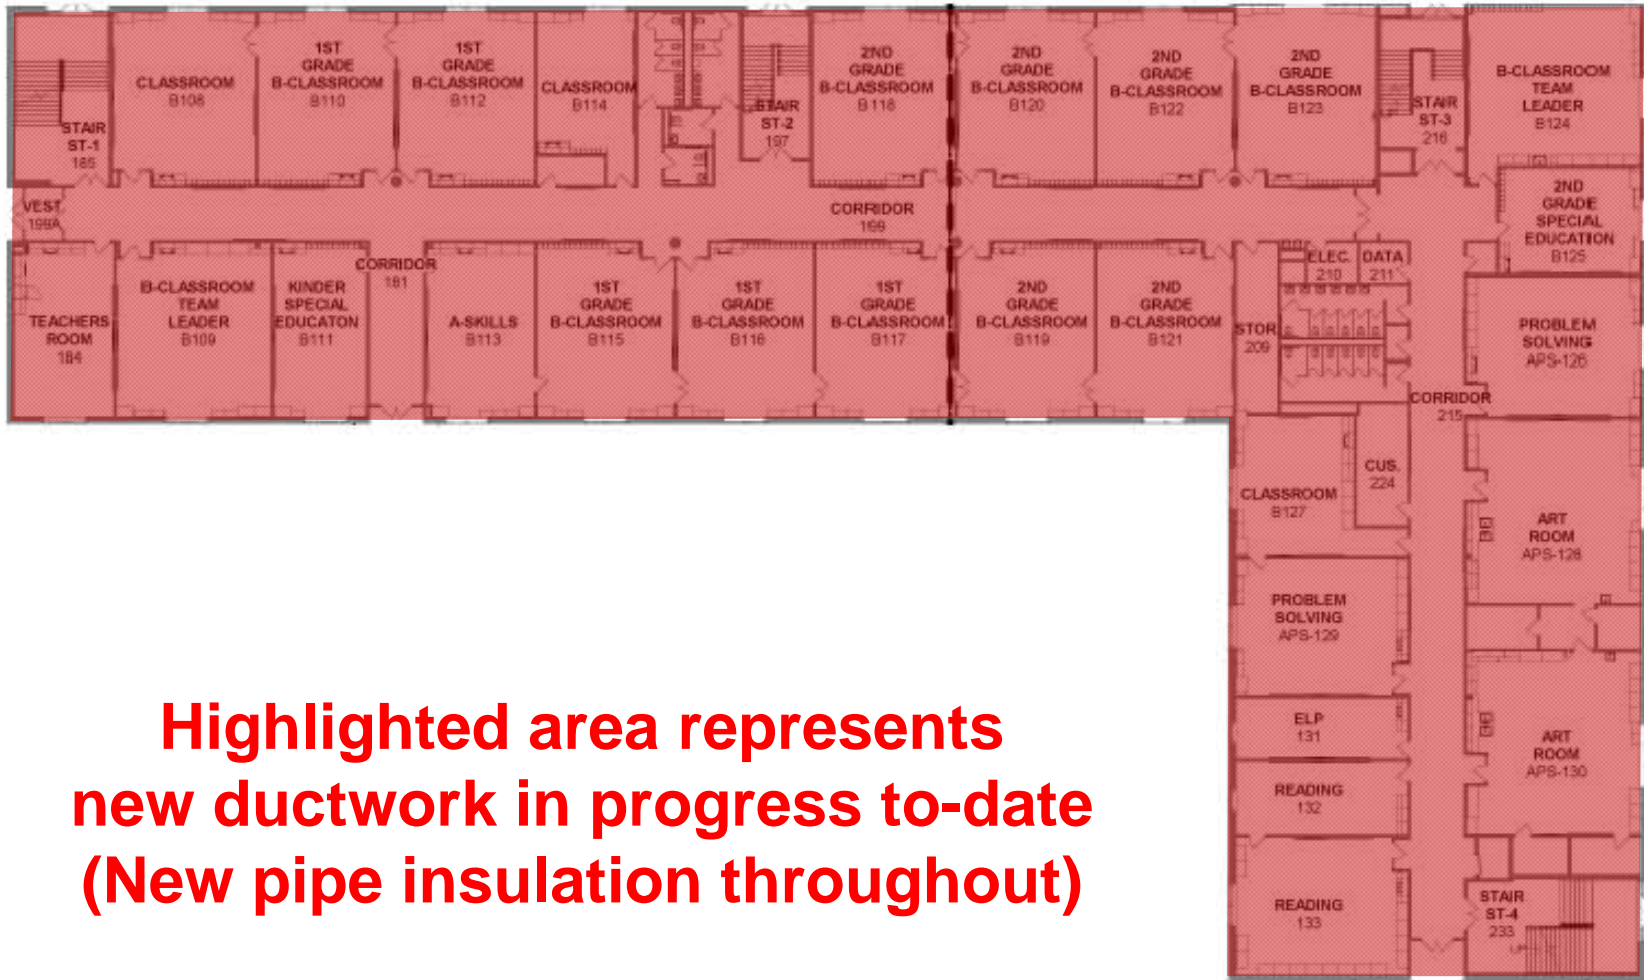 CLASSROOM
B108
1ST
GRADE
B-CLASSROOM
B110
1ST
GRADE
B-CLASSROOM
B112
CLASSROOM
B114
STAIR
ST-2
197
2ND
GRADE
B-CLASSROOM
B118
2ND
GRADE
B-CLASSROOM
B120
2ND
GRADE
B-CLASSROOM
B122
2ND
GRADE
B-CLASSROOM
B123
STAIR
ST-3
216
B-CLASSROOM
TEAM
LEADER
B124
STAIR
ST-1
185
VEST.
199A
CORRIDOR
199
2ND
GRADE
SPECIAL
EDUCATION
B125
TEACHERS
ROOM
184
B-CLASSROOM
TEAM
LEADER
B109
KINDER
SPECIAL
EDUCATON
B111
CORRIDOR
181
A-SKILLS
B113
1ST
GRADE
B-CLASSROOM
B115
1ST
GRADE
B-CLASSROOM
B116
1ST
GRADE
B-CLASSROOM
B117
2ND
GRADE
B-CLASSROOM
B119
2ND
GRADE
B-CLASSROOM
B121
STOR.
209
ELEC.
210
DATA
211
PROBLEM
SOLVING
APS-126
CORRIDOR
215
CLASSROOM
B127
CUS.
224
ART
ROOM
APS-128
PROBLEM
SOLVING
APS-129
ELP
131
READING
132
ART
ROOM
APS-130
READING
133
STAIR
ST-4
233
Highlighted area represents
new ductwork in progress to-date
(New pipe insulation throughout)